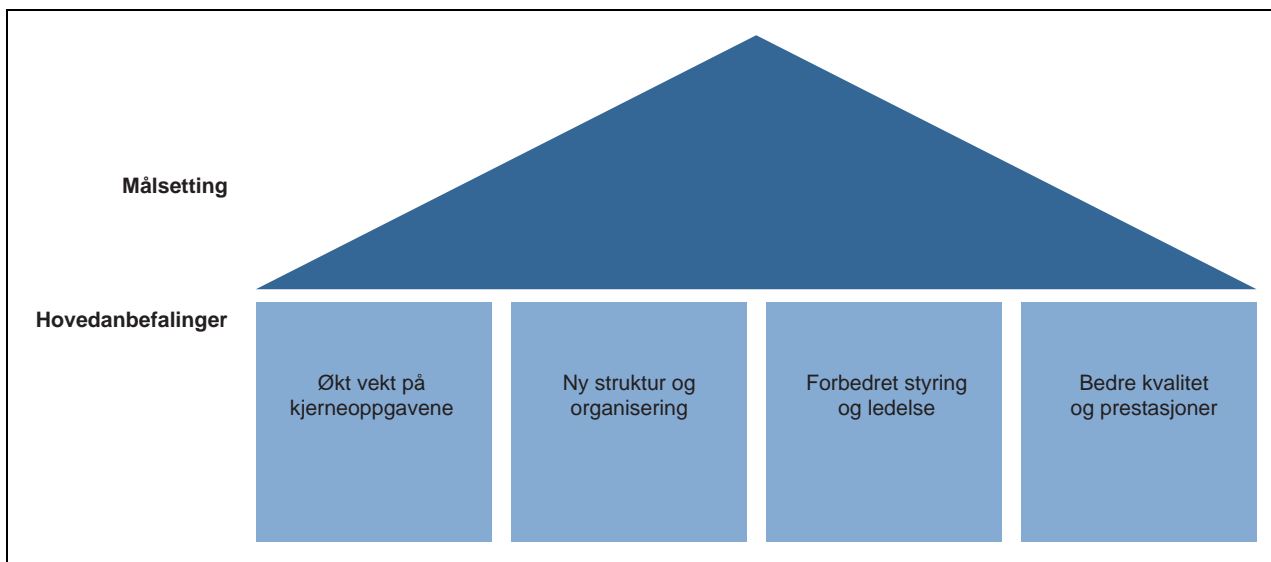 Målsetting
Hovedanbefalinger
Økt vekt på
kjerneoppgavene
Ny struktur og
organisering
Forbedret styring
og ledelse
Bedre kvalitet
og prestasjoner